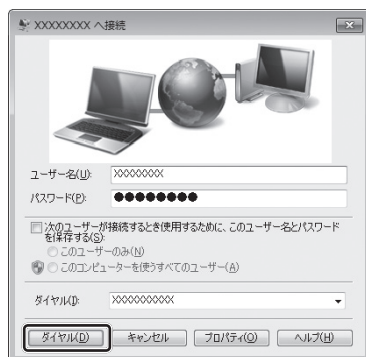 XXXXXXXX へ接続
ユーザー名(U): XXXXXXXX
パスワード(P): ●●●●●●●●
次のユーザーが接続するとき使用するために、このユーザー名とパスワード
を保存する(S):
このユーザーのみ(N)
このコンピューターを使うすべてのユーザー(A)
ダイヤル(I): XXXXXXXXXX
ダイヤル(D) キャンセル プロパティ(O) ヘルプ(H)